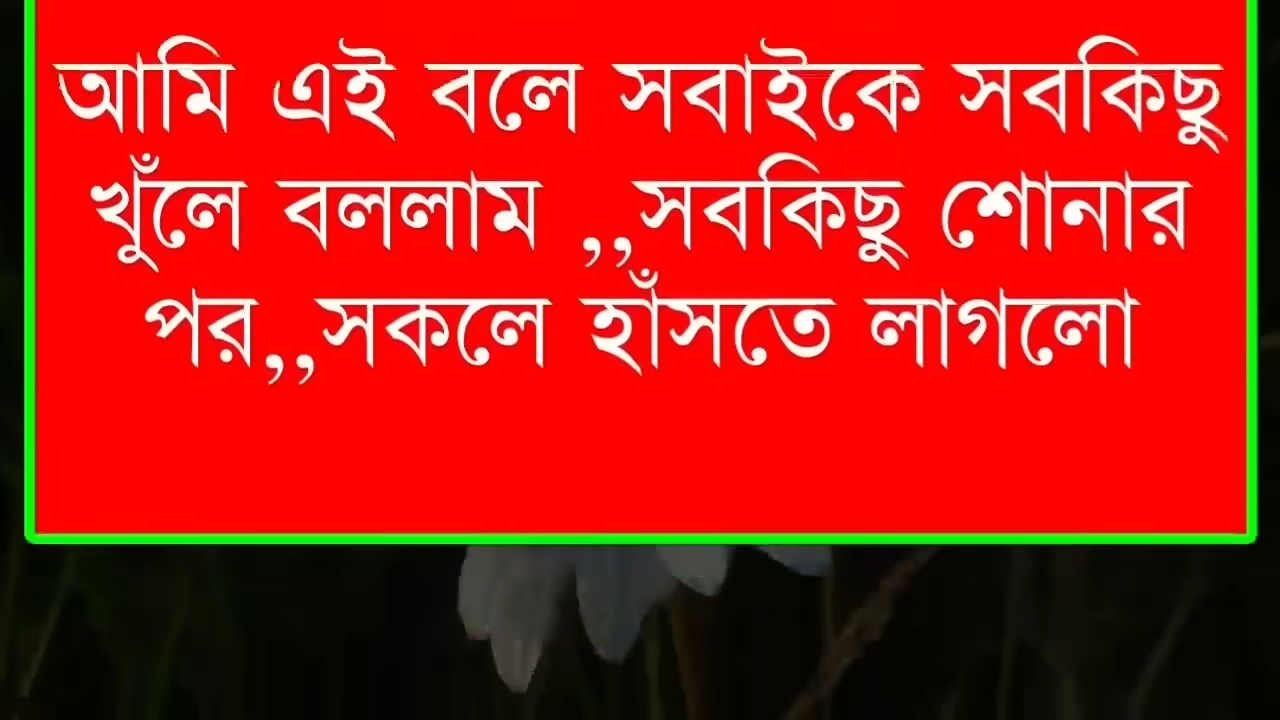 আমি এই বলে সবাইকে সবকিছু
খুঁলে বললাম ,,সবকিছু শোনার
পর,,সকলে হাঁসতে লাগলো